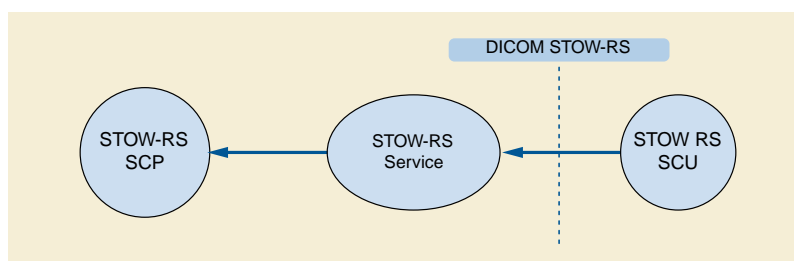 DICOM STOW-RS
STOW-RS
SCP
STOW-RS
Service
STOW RS
SCU